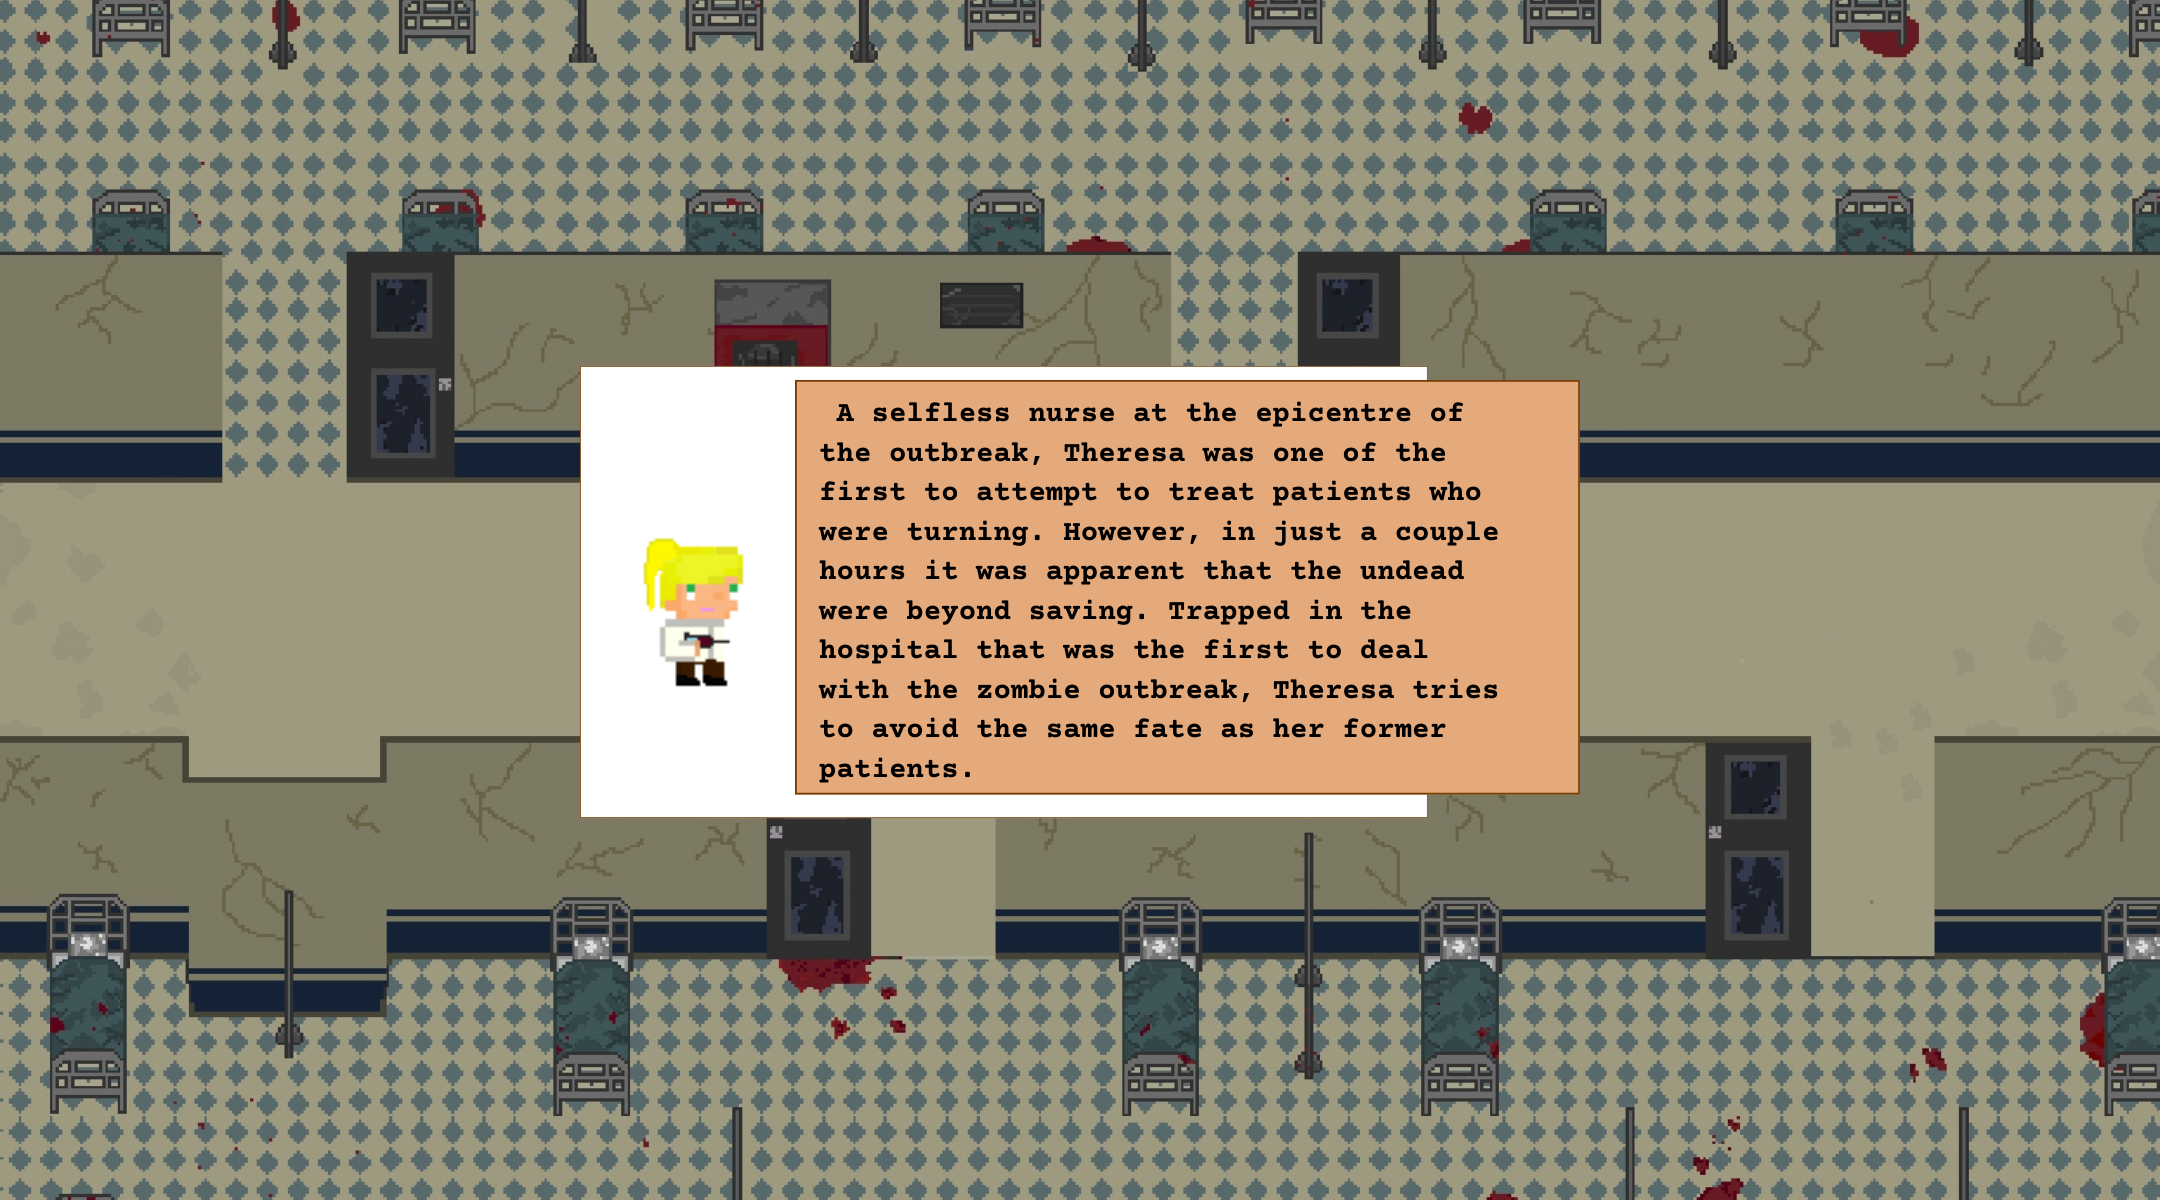 A selfless nurse at the epicentre of
the outbreak, Theresa was one of the
first to attempt to treat patients who
were turning. However, in just a couple
hours it was apparent that the undead
were beyond saving. Trapped in the
hospital that was the first to deal
with the zombie outbreak, Theresa tries
to avoid the same fate as her former
patients.